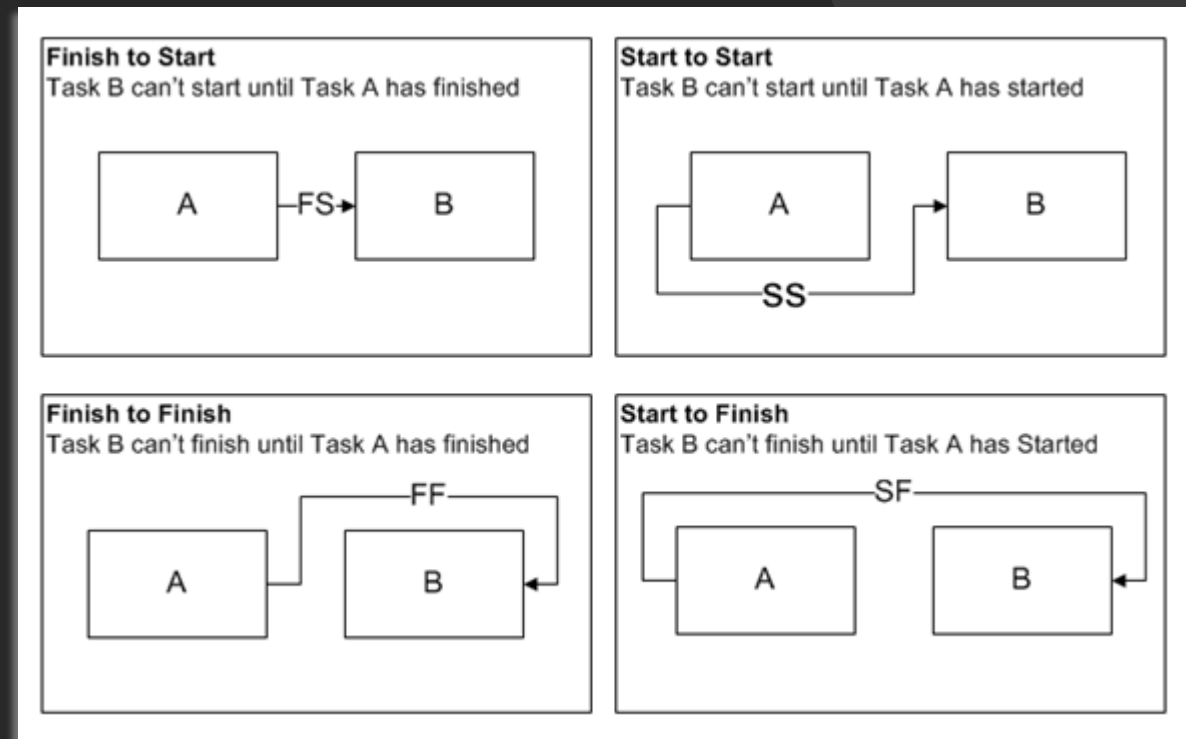 Finish to Start
Task B can't start until Task A has finished
A
FS
B
Start to Start
Task B can't start until Task A has started
A
B
SS
Finish to Finish
Task B can't finish until Task A has finished
FF
A
B
Start to Finish
Task B can't finish until Task A has Started
SF
A
B